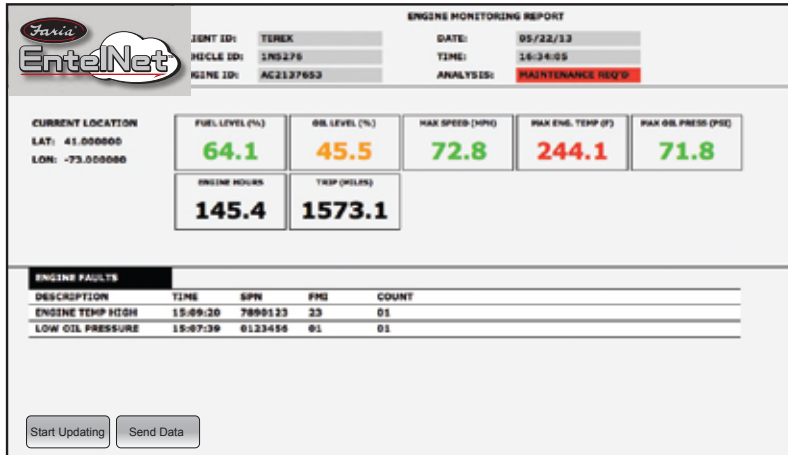 Faria
EntelNet™
ENGINE MONITORING REPORT
IENT ID: TEREX DATE: 05/22/13
HICLE ID: 1N5276 TIME: 16:34:05
GINE ID: AC2137653 ANALYSIS: MAINTENANCE REQ'D
CURRENT LOCATION
LAT: 41.000000
LON: -73.000000
FUEL LEVEL (%) OIL LEVEL (%) MAX SPEED (MPH) MAX ENG. TEMP (F) MAX OIL PRESS (PSI)
64.1 45.5 72.8 244.1 71.8
ENGINE HOURS TRIP (MILES)
145.4 1573.1
ENGINE FAULTS
DESCRIPTION TIME SPN FMI COUNT
ENGINE TEMP HIGH 15:09:20 7890123 23 01
LOW OIL PRESSURE 15:07:39 0123456 01 01
Start Updating Send Data